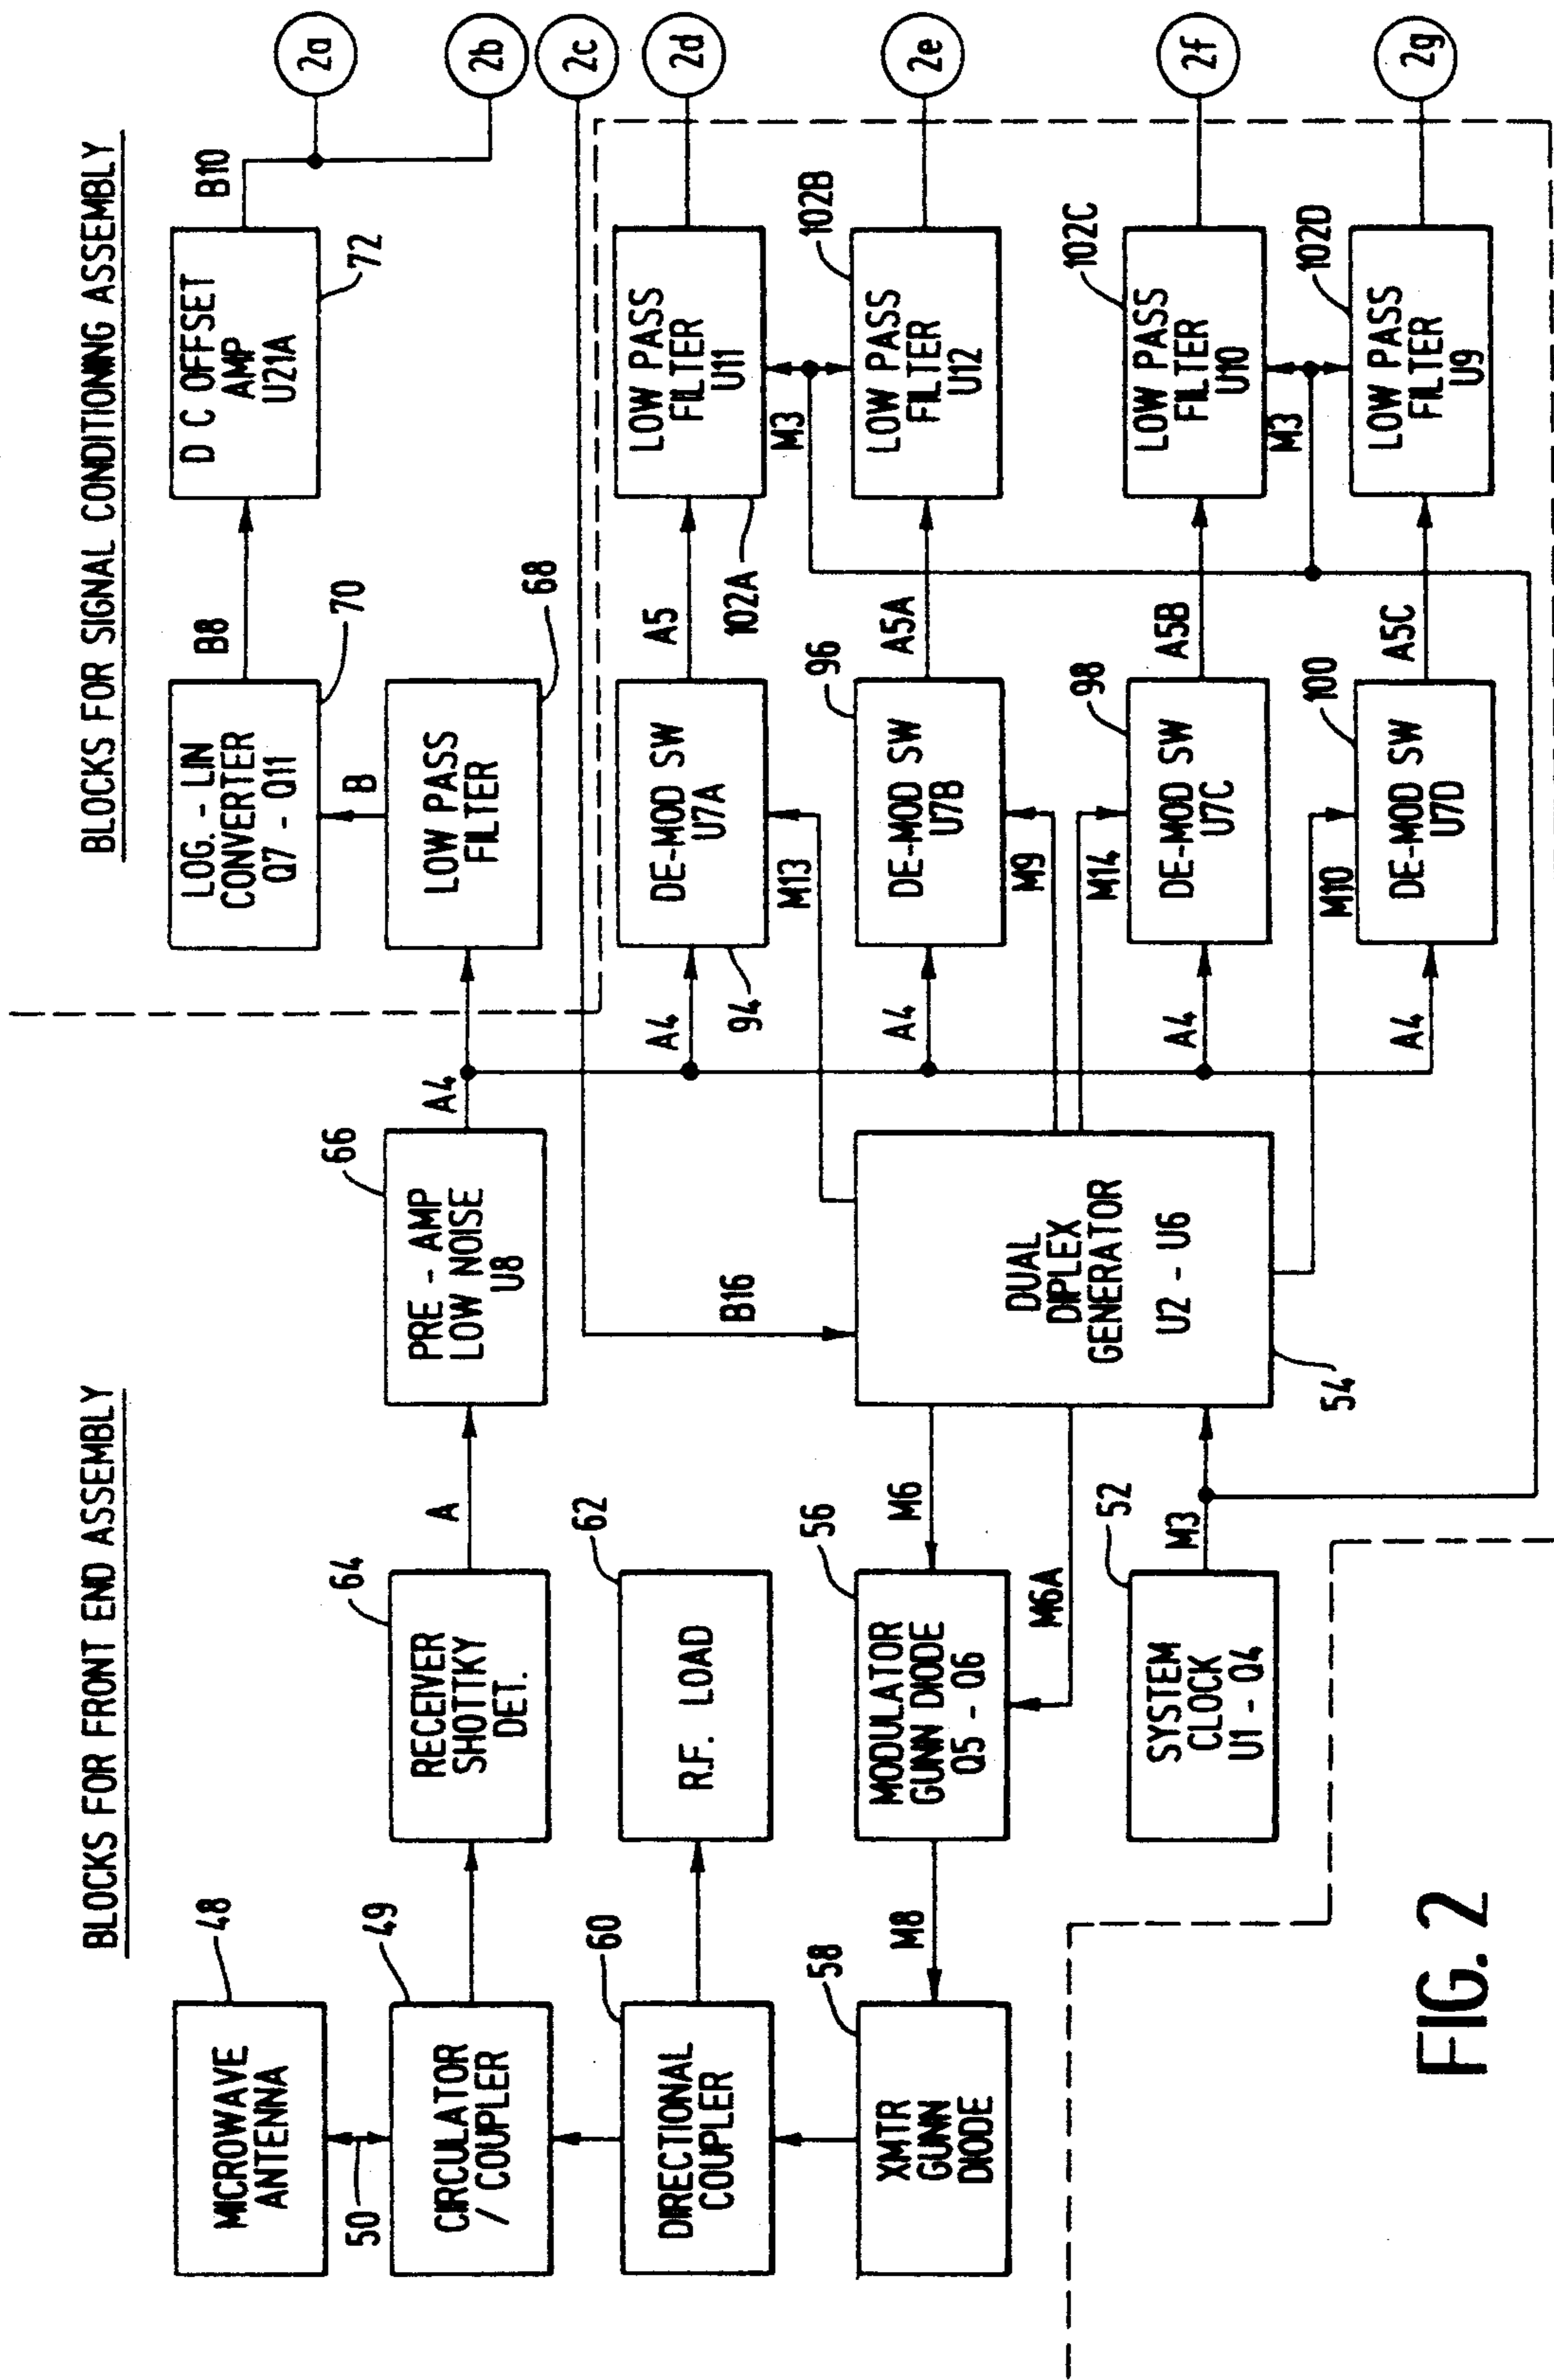 BLOCKS FOR FRONT END ASSEMBLY
BLOCKS FOR SIGNAL CONDITIONING ASSEMBLY
MICROWAVE
ANTENNA
48
50
CIRCULATOR
/ COUPLER
49
RECEIVER
SHOTTKY
DET.
64
A
PRE - AMP
LOW NOISE
U8
66
A4
LOW PASS
FILTER
68
B
LOG. - LIN
CONVERTER
Q7 - Q11
70
B8
D C OFFSET
AMP
U21A
72
B10
2a
2b
2c
B16
DIRECTIONAL
COUPLER
60
R.F. LOAD
62
A4
DE-MOD SW
U7A
94
M13
A5
LOW PASS
FILTER
U11
102A
2d
M3
XMTR
GUNN
DIODE
58
M8
MODULATOR
GUNN DIODE
Q5 - Q6
56
M6
M6A
DUAL
DIPLEX
GENERATOR
U2 - U6
54
A4
DE-MOD SW
U7B
96
M9
A5A
LOW PASS
FILTER
U12
102B
2e
SYSTEM
CLOCK
U1 - Q4
52
M3
M14
A4
DE-MOD SW
U7C
98
A5B
LOW PASS
FILTER
U10
102C
2f
M3
M10
A4
DE-MOD SW
U7D
100
A5C
LOW PASS
FILTER
U9
102D
2g
FIG. 2